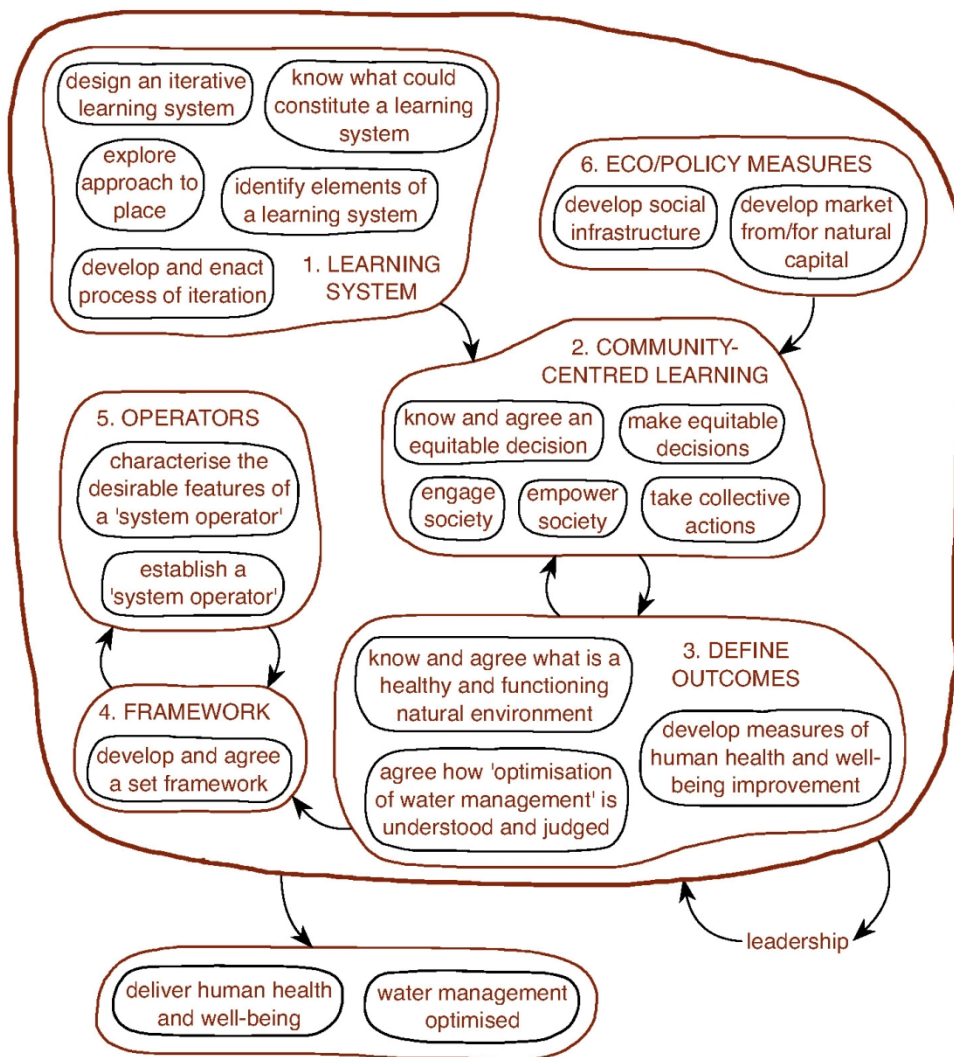 design an iterative
learning system
know what could
constitute a learning
system
explore
approach to
place
identify elements of
a learning system
develop and enact
process of iteration
1. LEARNING
SYSTEM
6. ECO/POLICY MEASURES
develop social
infrastructure
develop market
from/for natural
capital
2. COMMUNITY-
CENTRED LEARNING
know and agree an
equitable decision
make equitable
decisions
engage
society
empower
society
take collective
actions
5. OPERATORS
characterise the
desirable features of
a 'system operator'
establish a
'system operator'
3. DEFINE
OUTCOMES
know and agree what is a
healthy and functioning
natural environment
develop measures of
human health and well-
being improvement
agree how 'optimisation
of water management' is
understood and judged
4. FRAMEWORK
develop and agree
a set framework
leadership
deliver human health
and well-being
water management
optimised